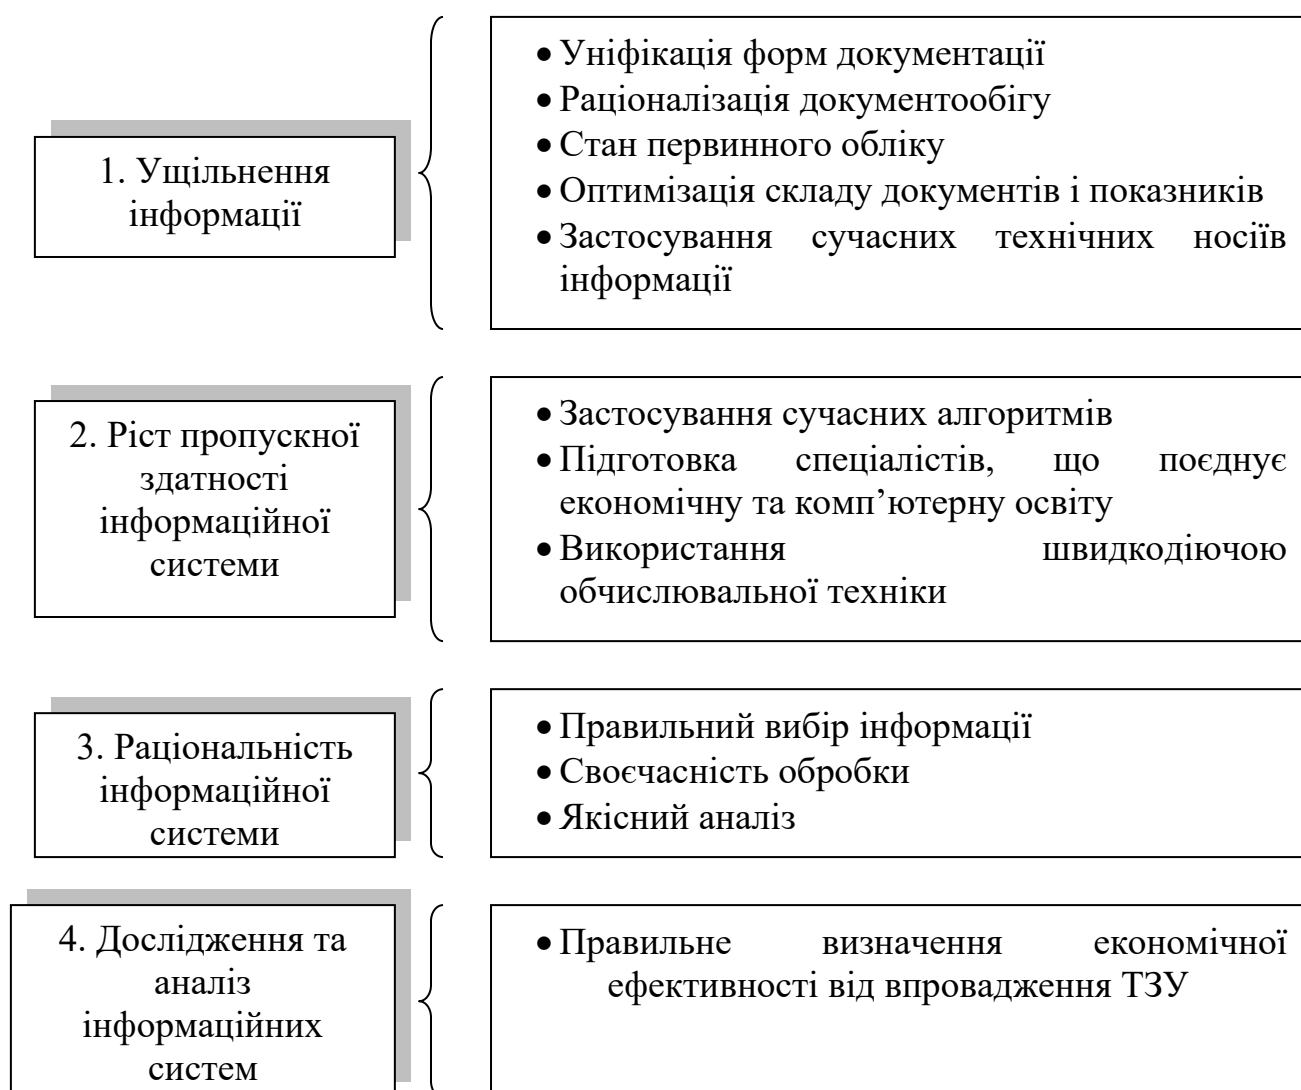 1. Ущільнення
інформації
• Уніфікація форм документації
• Раціоналізація документообігу
• Стан первинного обліку
• Оптимізація складу документів і показників
• Застосування сучасних технічних носіїв
інформації
2. Ріст пропускної
здатності
інформаційної
системи
• Застосування сучасних алгоритмів
• Підготовка спеціалістів, що поєднує
економічну та комп’ютерну освіту
• Використання швидкодіючою
обчислювальної техніки
3. Раціональність
інформаційної
системи
• Правильний вибір інформації
• Своєчасність обробки
• Якісний аналіз
4. Дослідження та
аналіз
інформаційних
систем
• Правильне визначення економічної
ефективності від впровадження ТЗУ